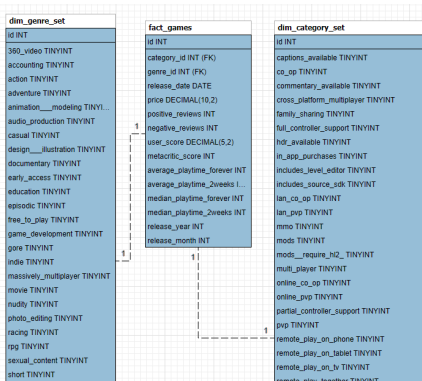 dim_genre_set
id INT
360_video TINYINT
accounting TINYINT
action TINYINT
adventure TINYINT
animation___modeling TINYI...
audio_production TINYINT
casual TINYINT
design___illustration TINYINT
documentary TINYINT
early_access TINYINT
education TINYINT
episodic TINYINT
free_to_play TINYINT
game_development TINYINT
gore TINYINT
indie TINYINT
massively_multiplayer TINYINT
movie TINYINT
nudity TINYINT
photo_editing TINYINT
racing TINYINT
rpg TINYINT
sexual_content TINYINT
short TINYINT
1
1
fact_games
id INT
category_id INT (FK)
genre_id INT (FK)
release_date DATE
price DECIMAL(10,2)
positive_reviews INT
negative_reviews INT
user_score DECIMAL(5,2)
metacritic_score INT
average_playtime_forever INT
average_playtime_2weeks I...
median_playtime_forever INT
median_playtime_2weeks INT
release_year INT
release_month INT
1
1
dim_category_set
id INT
captions_available TINYINT
co_op TINYINT
commentary_available TINYINT
cross_platform_multiplayer TINYINT
family_sharing TINYINT
full_controller_support TINYINT
hdr_available TINYINT
in_app_purchases TINYINT
includes_level_editor TINYINT
includes_source_sdk TINYINT
lan_co_op TINYINT
lan_pvp TINYINT
mmo TINYINT
mods TINYINT
mods__require_hl2_ TINYINT
multi_player TINYINT
online_co_op TINYINT
online_pvp TINYINT
partial_controller_support TINYINT
pvp TINYINT
remote_play_on_phone TINYINT
remote_play_on_tablet TINYINT
remote_play_on_tv TINYINT
remote_play_together TINYINT